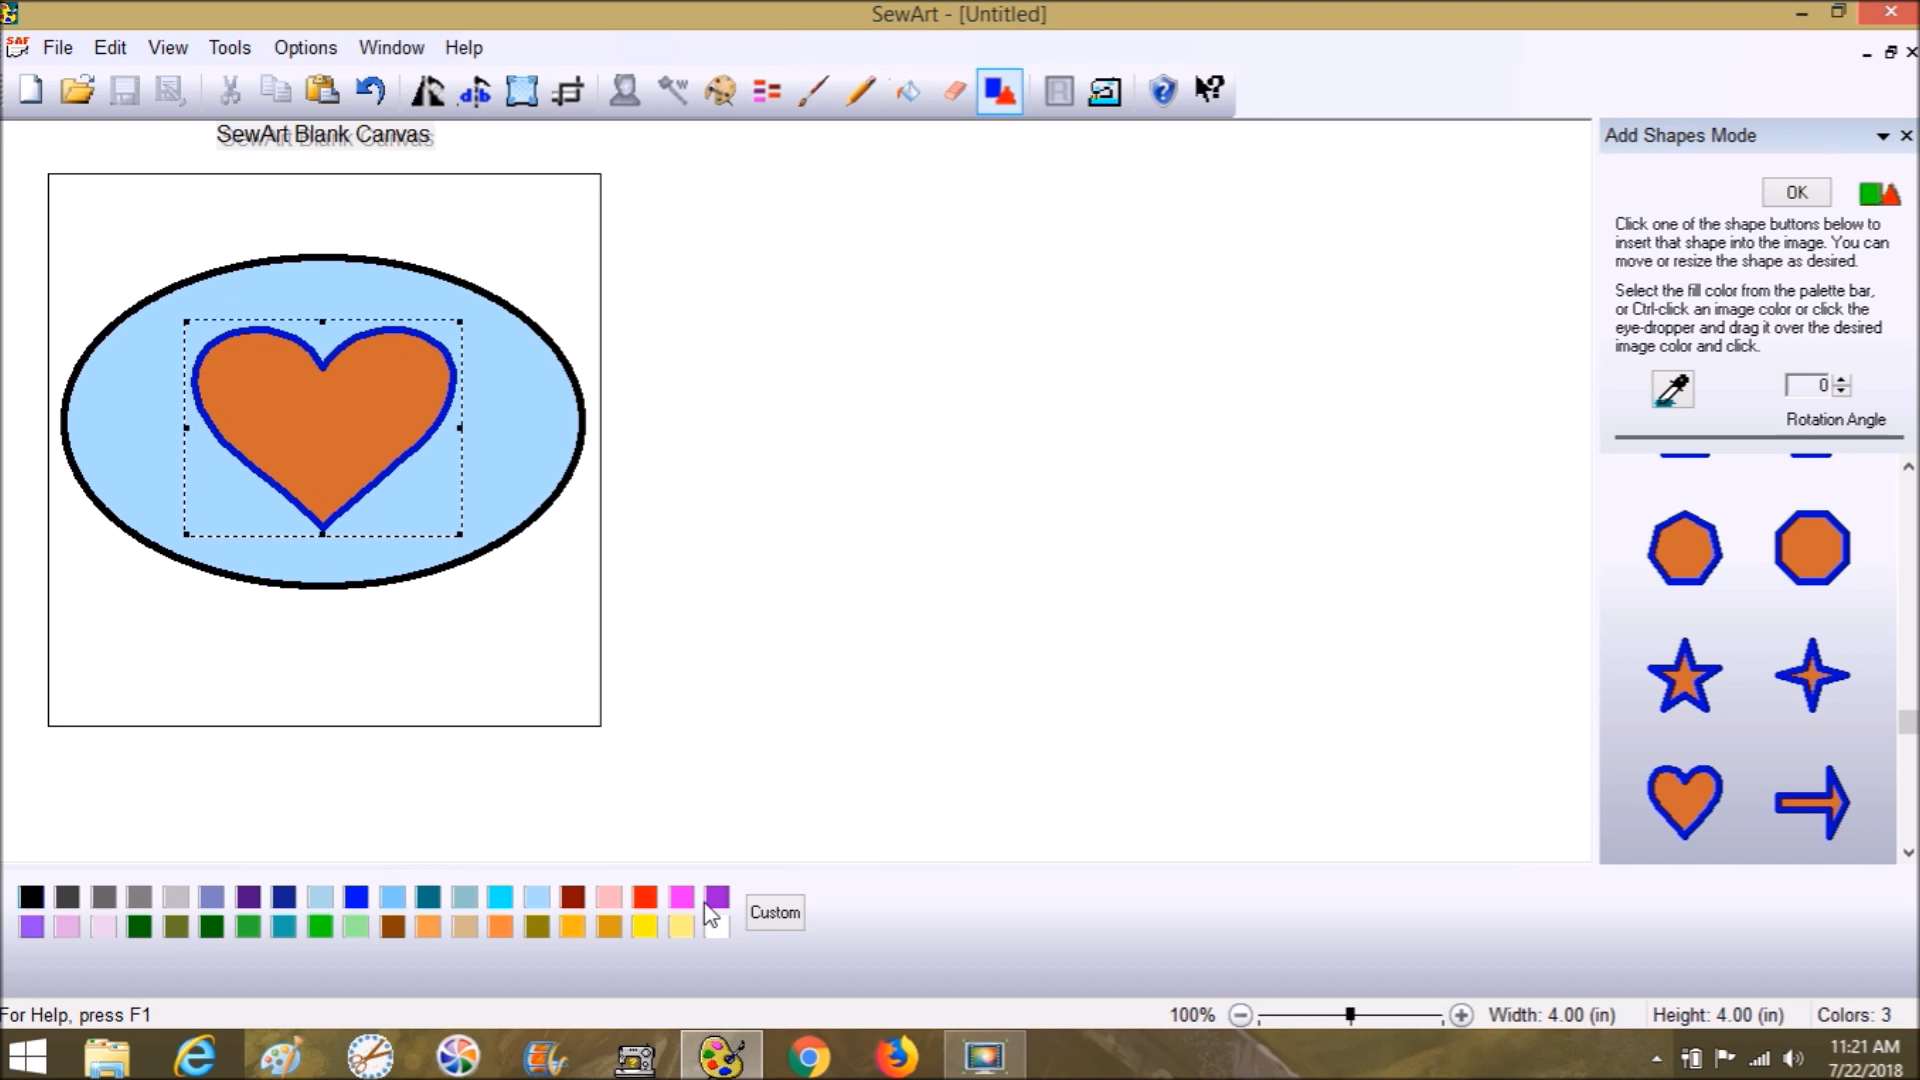 SewArt - [Untitled]
SAF File Edit View Tools Options Window Help
SewArt Blank Canvas
Add Shapes Mode
OK
Click one of the shape buttons below to
insert that shape into the image. You can
move or resize the shape as desired.
Select the fill color from the palette bar,
or Ctrl-click an image color or click the
eye-dropper and drag it over the desired
image color and click.
0
Rotation Angle
Custom
For Help, press F1
100% Width: 4.00 (in) Height: 4.00 (in) Colors: 3
11:21 AM
7/22/2018